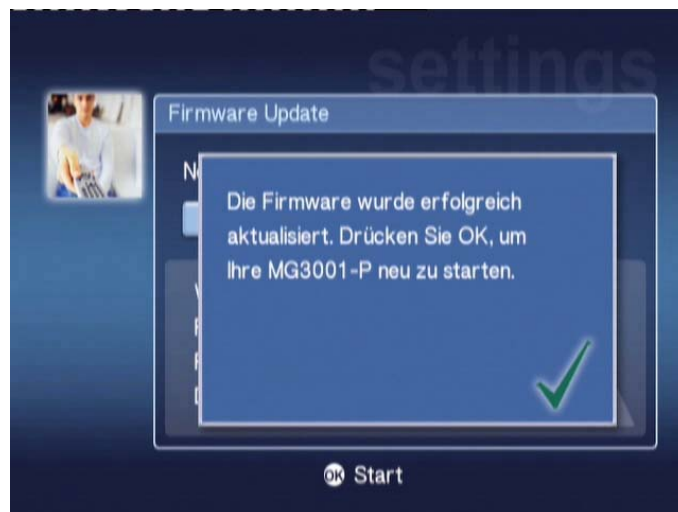 settings
Firmware Update
Die Firmware wurde erfolgreich
aktualisiert. Drücken Sie OK, um
Ihre MG3001-P neu zu starten.
OK Start